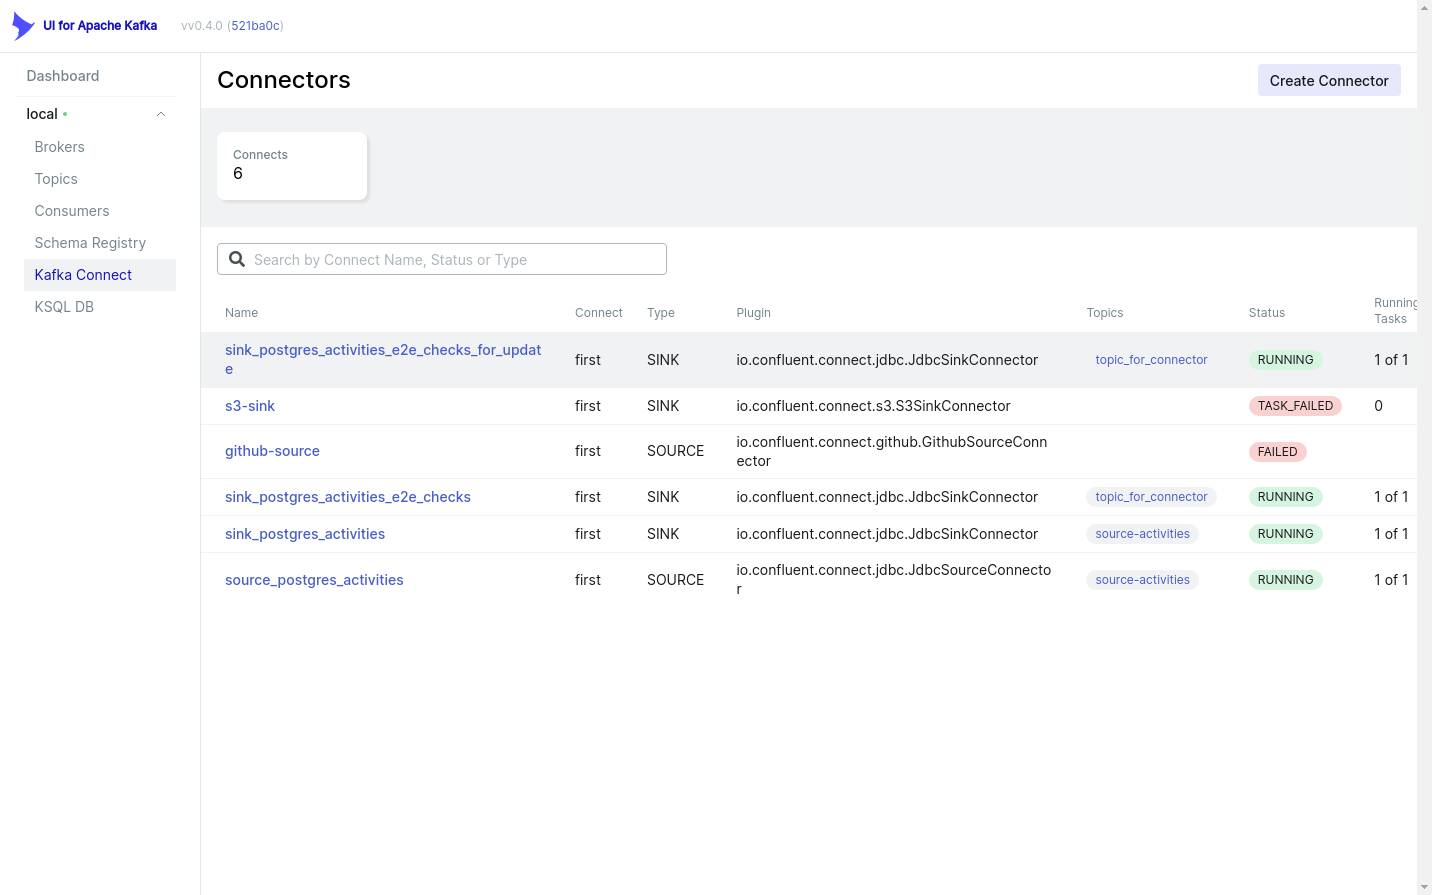 UI for Apache Kafka vv0.4.0 (521ba0c)
Dashboard
local
Brokers
Topics
Consumers
Schema Registry
Kafka Connect
KSQL DB
Connectors
Create Connector
Connects
6
Search by Connect Name, Status or Type
Name Connect Type Plugin Topics Status Running
Tasks
sink_postgres_activities_e2e_checks_for_updat
e
first SINK io.confluent.connect.jdbc.JdbcSinkConnector topic_for_connector RUNNING 1 of 1
s3-sink first SINK io.confluent.connect.s3.S3SinkConnector TASK_FAILED 0
github-source first SOURCE io.confluent.connect.github.GithubSourceConn
ector
FAILED
sink_postgres_activities_e2e_checks first SINK io.confluent.connect.jdbc.JdbcSinkConnector topic_for_connector RUNNING 1 of 1
sink_postgres_activities first SINK io.confluent.connect.jdbc.JdbcSinkConnector source-activities RUNNING 1 of 1
source_postgres_activities first SOURCE io.confluent.connect.jdbc.JdbcSourceConnecto
r
source-activities RUNNING 1 of 1